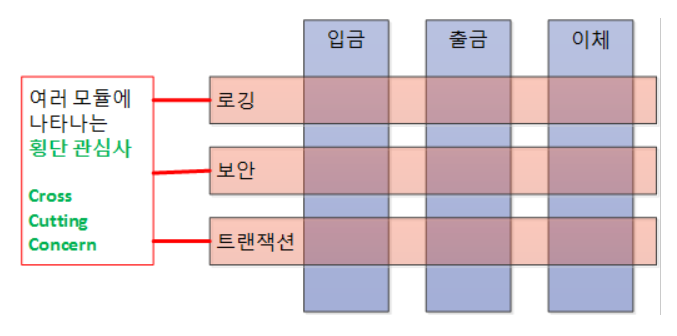 입금
출금
이체
여러 모듈에
나타나는
횡단 관심사
Cross
Cutting
Concern
로깅
보안
트랜잭션